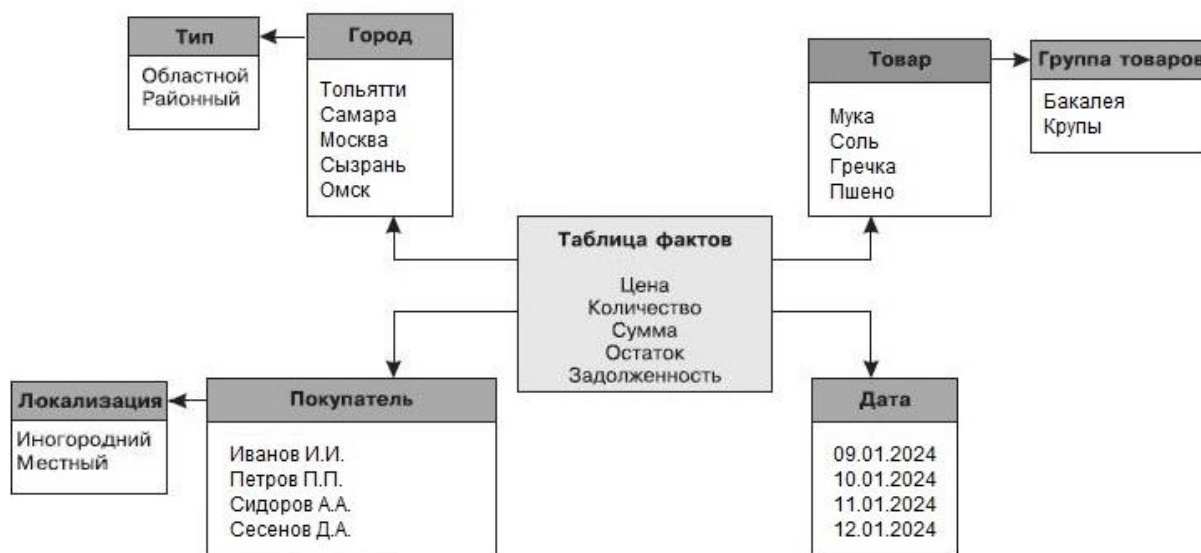 Тип
Областной
Районный
Город
Тольятти
Самара
Москва
Сызрань
Омск
Товар
Мука
Соль
Гречка
Пшено
Группа товаров
Бакалея
Крупы
Таблица фактов
Цена
Количество
Сумма
Остаток
Задолженность
Локализация
Иногородний
Местный
Покупатель
Иванов И.И.
Петров П.П.
Сидоров А.А.
Сесенов Д.А.
Дата
09.01.2024
10.01.2024
11.01.2024
12.01.2024